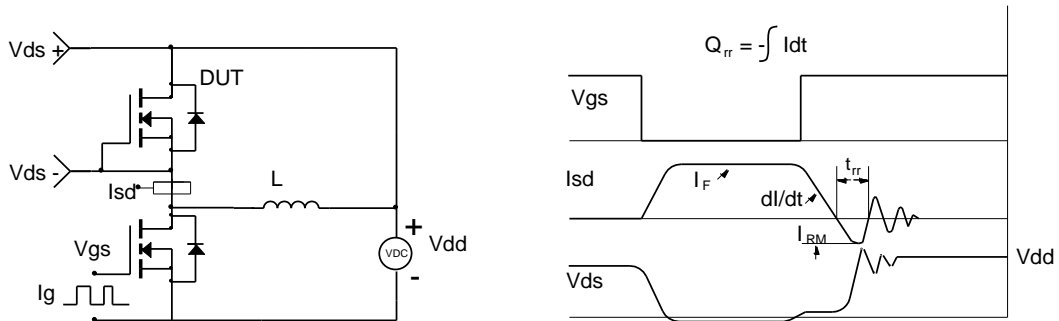 Vds +
DUT
Vds -
Isd
L
Vgs
+
VDC
Vdd
-
Ig
Qrr = -∫ Idt
Vgs
Isd
IF
dI/dt
trr
IRM
Vds
Vdd